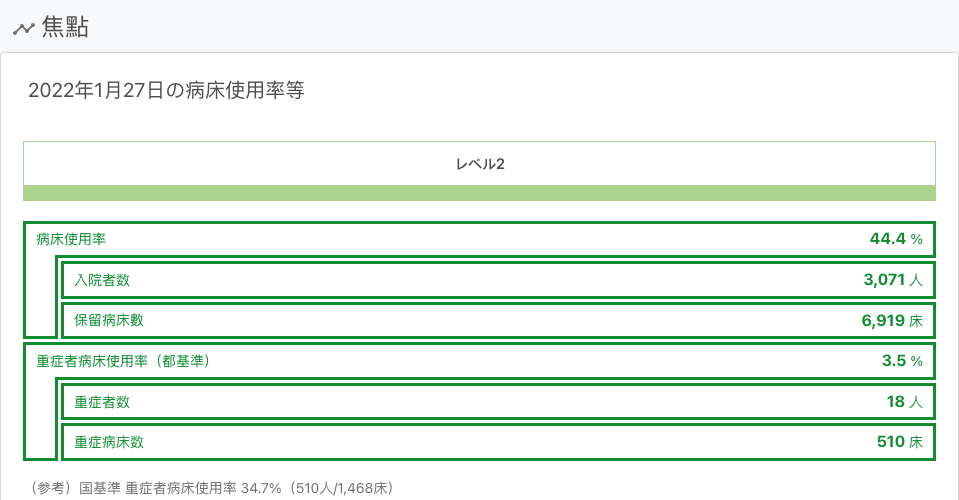 焦點
2022年1月27日の病床使用率等
レベル2
病床使用率 44.4 %
入院者数 3,071 人
保留病床數 6,919 床
重症者病床使用率（都基準） 3.5 %
重症者数 18 人
重症病床数 510 床
（参考）国基準 重症者病床使用率 34.7%（510人/1,468床）